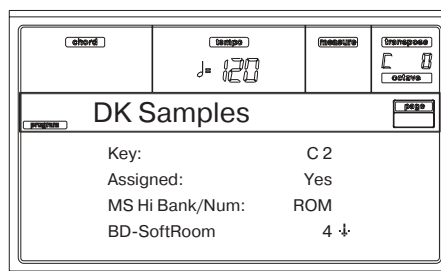 chord tempo measure transpose
♩= 120 C 0
octave
DK Samples page
program
Key: C 2
Assigned: Yes
MS Hi Bank/Num: ROM
BD-SoftRoom 4